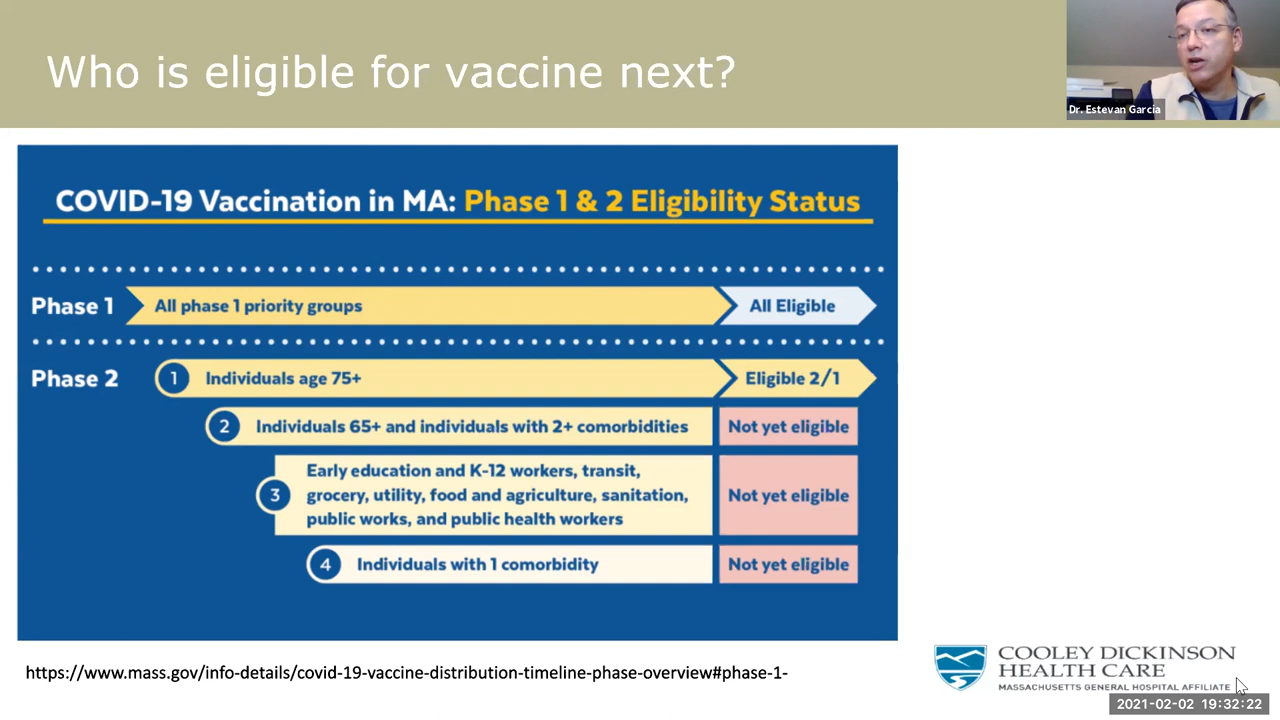 Who is eligible for vaccine next?
Dr. Estevan Garcia
COVID-19 Vaccination in MA: Phase 1 & 2 Eligibility Status
Phase 1
All phase 1 priority groups
All Eligible
Phase 2
1
Individuals age 75+
Eligible 2/1
2
Individuals 65+ and individuals with 2+ comorbidities
Not yet eligible
3
Early education and K-12 workers, transit,
grocery, utility, food and agriculture, sanitation,
public works, and public health workers
Not yet eligible
4
Individuals with 1 comorbidity
Not yet eligible
https://www.mass.gov/info-details/covid-19-vaccine-distribution-timeline-phase-overview#phase-1-
COOLEY DICKINSON
HEALTH CARE
MASSACHUSETTS GENERAL HOSPITAL AFFILIATE
2021-02-02 19:32:22